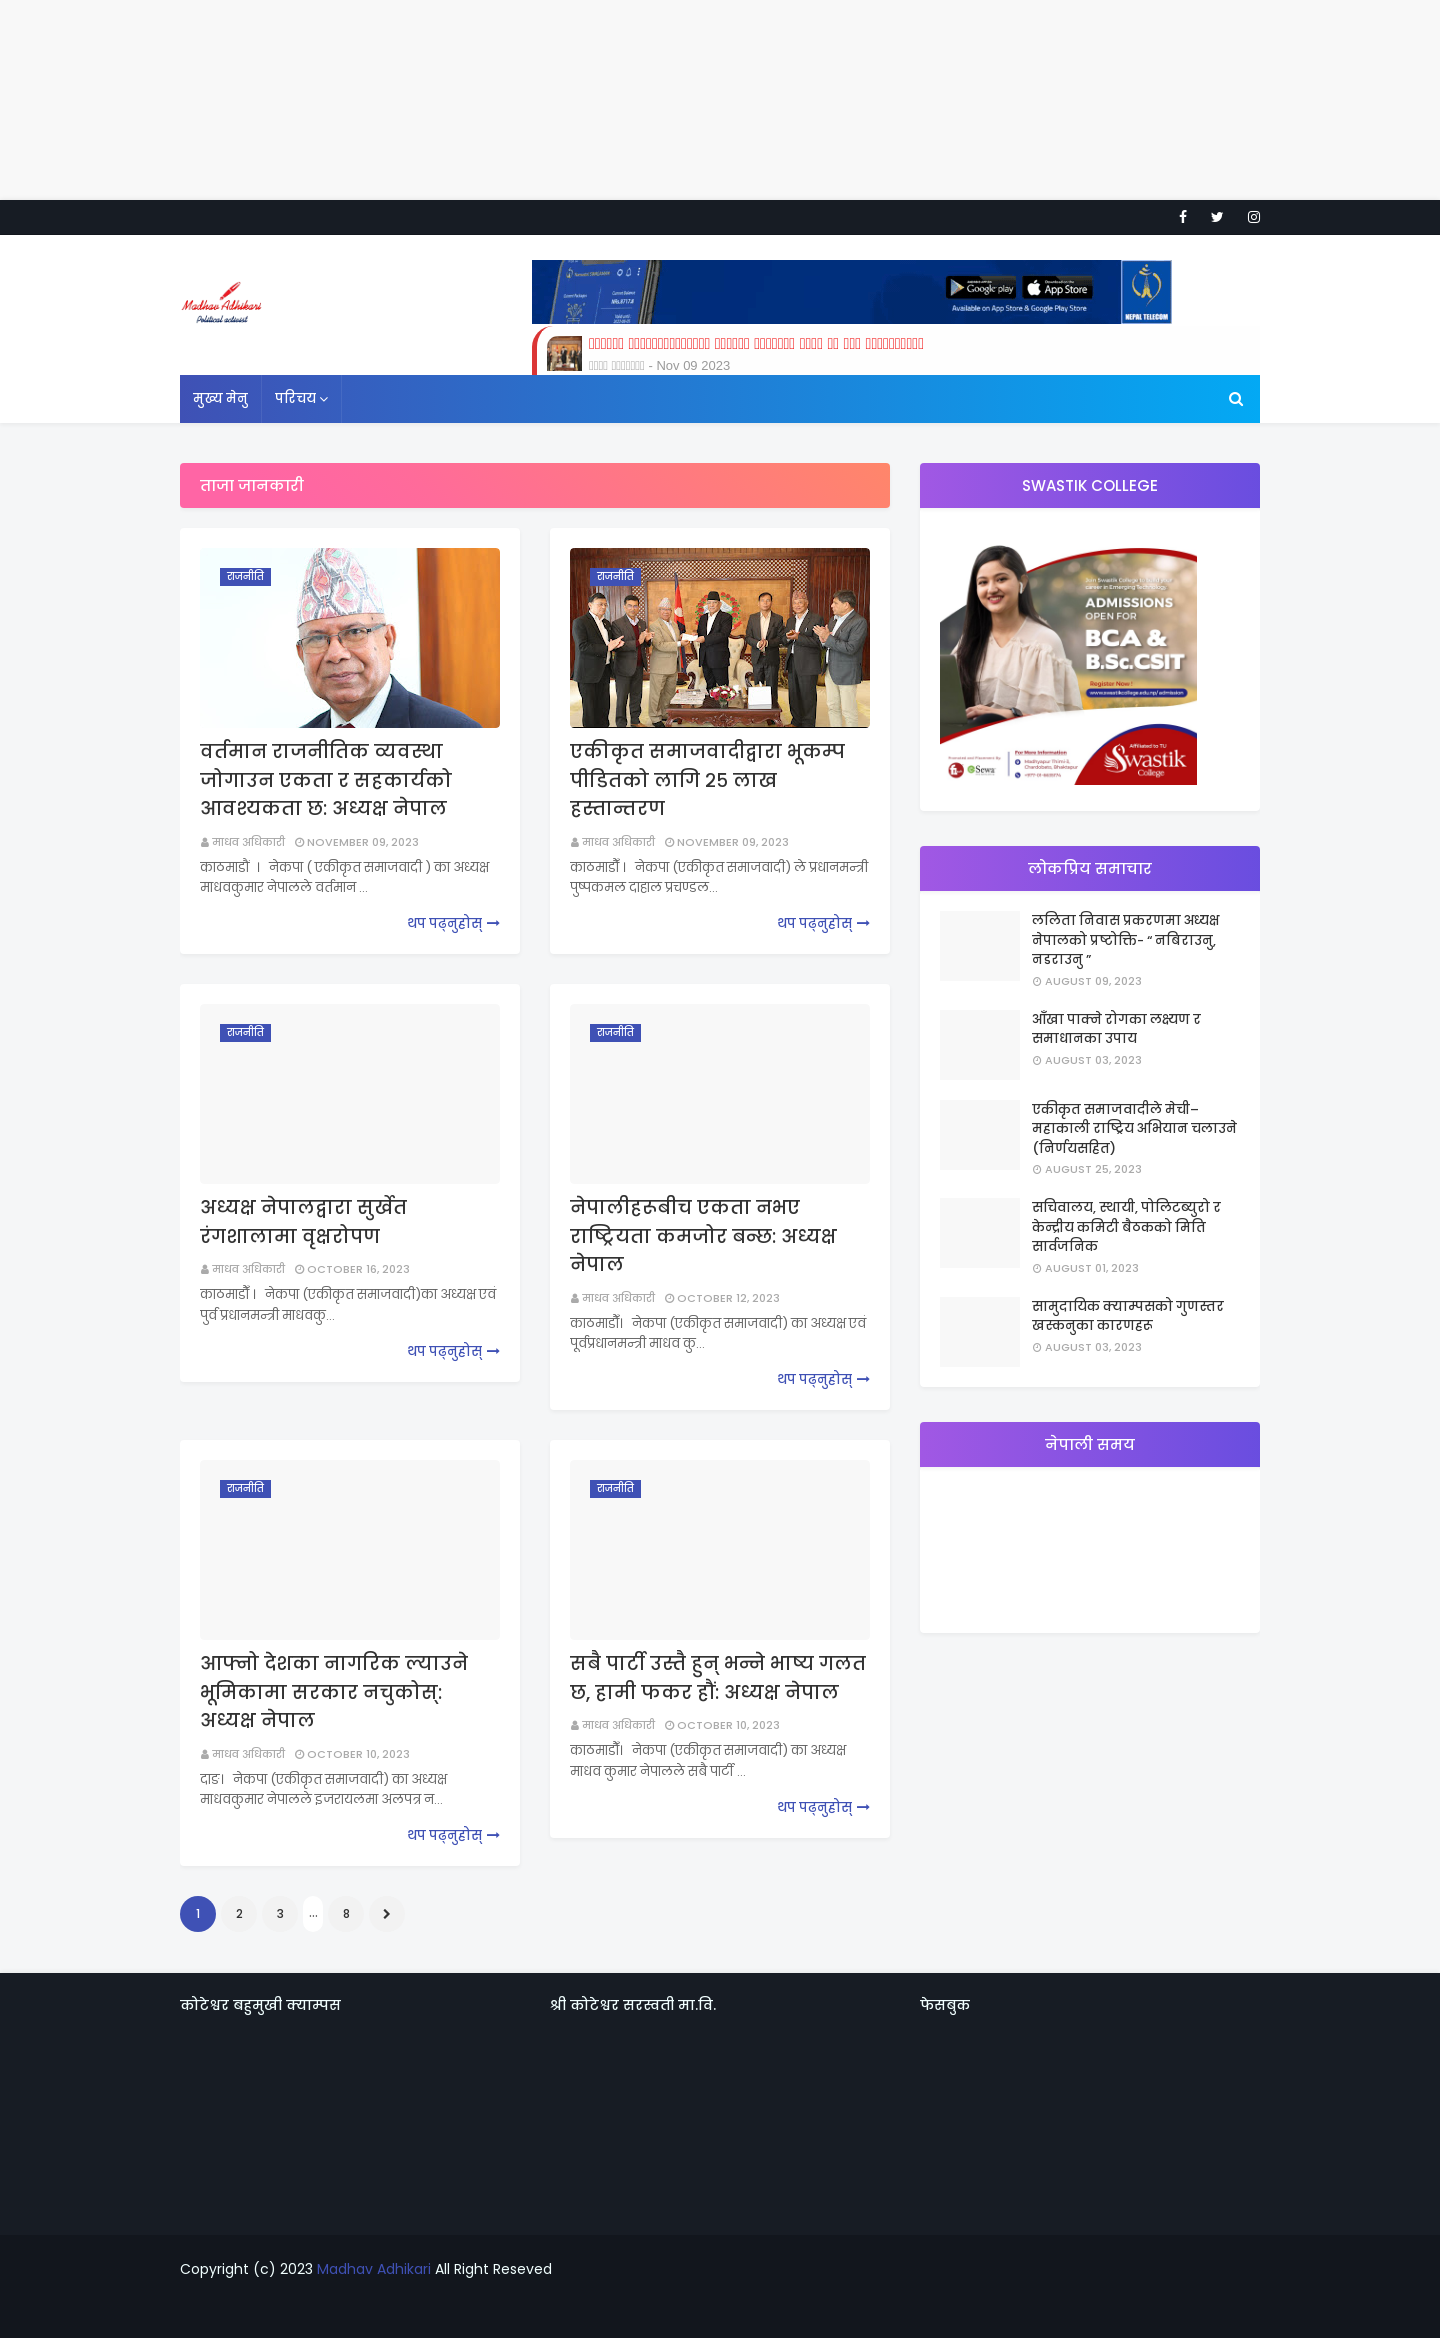 Madhav Adhikari
Political activist
Google play
App Store
Available on App Store & Google Play Store
NEPAL TELECOM
- Nov 09 2023
मुख्य मेनु
परिचय
ताजा जानकारी
राजनीति
वर्तमान राजनीतिक व्यवस्था
जोगाउन एकता र सहकार्यको
आवश्यकता छ: अध्यक्ष नेपाल
माधव अधिकारी NOVEMBER 09, 2023
काठमाडौ । नेकपा ( एकीकृत समाजवादी ) का अध्यक्ष
माधवकुमार नेपालले वर्तमान ...
थप पढ्नुहोस्
राजनीति
एकीकृत समाजवादीद्वारा भूकम्प
पीडितको लागि २५ लाख
हस्तान्तरण
माधव अधिकारी NOVEMBER 09, 2023
काठमाडौँ । नेकपा (एकीकृत समाजवादी) ले प्रधानमन्त्री
पुष्पकमल दाहाल प्रचण्डल...
थप पढ्नुहोस्
राजनीति
अध्यक्ष नेपालद्वारा सुर्खेत
रंगशालामा वृक्षरोपण
माधव अधिकारी OCTOBER 16, 2023
काठमाडौँ । नेकपा (एकीकृत समाजवादी)का अध्यक्ष एवं
पुर्व प्रधानमन्त्री माधवकु...
थप पढ्नुहोस्
राजनीति
नेपालीहरूबीच एकता नभए
राष्ट्रियता कमजोर बन्छ: अध्यक्ष
नेपाल
माधव अधिकारी OCTOBER 12, 2023
काठमाडौँ। नेकपा (एकीकृत समाजवादी) का अध्यक्ष एवं
पूर्वप्रधानमन्त्री माधव कु...
थप पढ्नुहोस्
राजनीति
आफ्नो देशका नागरिक ल्याउने
भूमिकामा सरकार नचुकोस्:
अध्यक्ष नेपाल
माधव अधिकारी OCTOBER 10, 2023
दाङ। नेकपा (एकीकृत समाजवादी) का अध्यक्ष
माधवकुमार नेपालले इजरायलमा अलपत्र न...
थप पढ्नुहोस्
राजनीति
सबै पार्टी उस्तै हुन् भन्ने भाष्य गलत
छ, हामी फकर हौं: अध्यक्ष नेपाल
माधव अधिकारी OCTOBER 10, 2023
काठमाडौँ। नेकपा (एकीकृत समाजवादी) का अध्यक्ष
माधव कुमार नेपालले सबै पार्टी ...
थप पढ्नुहोस्
1 2 3 ... 8
SWASTIK COLLEGE
ADMISSIONS
OPEN FOR
BCA &
B.Sc.CSIT
Register Now !
www.swastikcollege.edu.np/admission
For More Information
Sewa
Affiliated to TU
Swastik
College
लोकप्रिय समाचार
ललिता निवास प्रकरणमा अध्यक्ष
नेपालको प्रष्टोक्ति- “ नबिराउनु,
नडराउनु ”
AUGUST 09, 2023
आँखा पाक्ने रोगका लक्ष्यण र
समाधानका उपाय
AUGUST 03, 2023
एकीकृत समाजवादीले मेची–
महाकाली राष्ट्रिय अभियान चलाउने
(निर्णयसहित)
AUGUST 25, 2023
सचिवालय, स्थायी, पोलिटब्युरो र
केन्द्रीय कमिटी बैठकको मिति
सार्वजनिक
AUGUST 01, 2023
सामुदायिक क्याम्पसको गुणस्तर
खस्कनुका कारणहरू
AUGUST 03, 2023
नेपाली समय
कोटेश्वर बहुमुखी क्याम्पस
श्री कोटेश्वर सरस्वती मा.वि.
फेसबुक
Copyright (c) 2023 Madhav Adhikari All Right Reseved